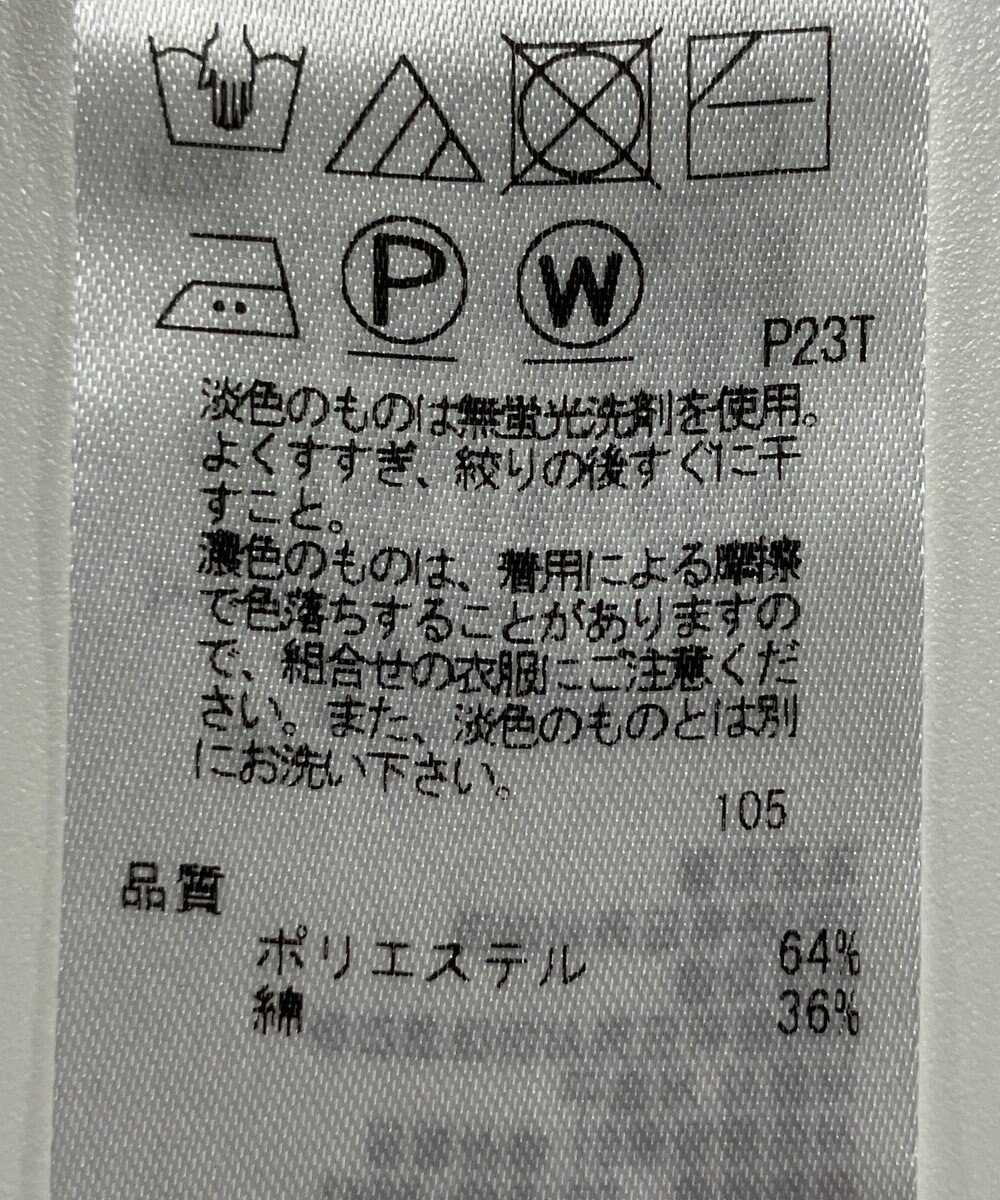 P W
P23T
淡色のものは無蛍光洗剤を使用。
よくすすぎ、絞りの後すぐに干
すこと。
濃色のものは、着用による摩擦
で色落ちすることがありますの
で、組合せの衣服にご注意くだ
さい。また、淡色のものとは別
にお洗い下さい。
105
品質
ポリエステル 64%
綿 36%